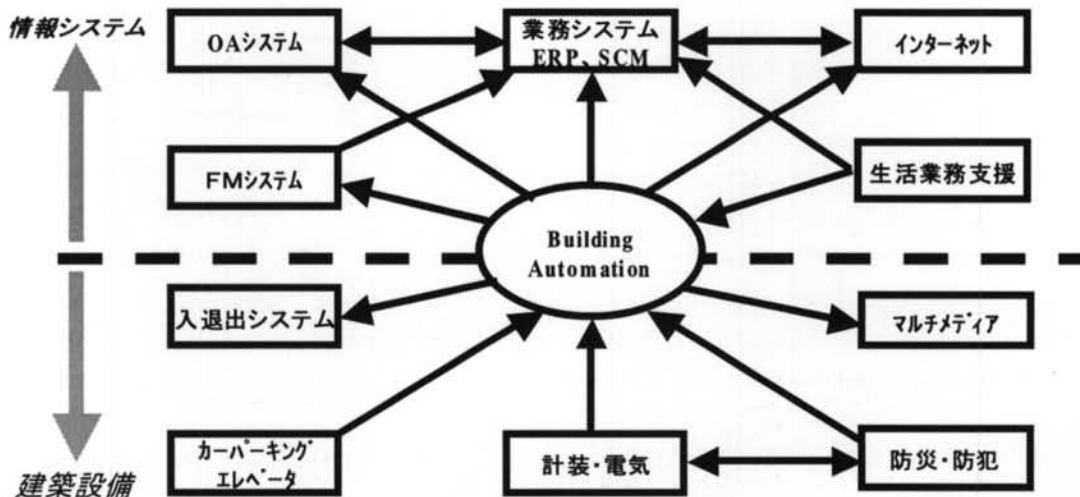 情報システム
OAシステム
業務システム
ERP、SCM
インターネット
FMシステム
生活業務支援
Building
Automation
入退出システム
マルチメディア
カーパーキング
エレベータ
計装・電気
防災・防犯
建築設備